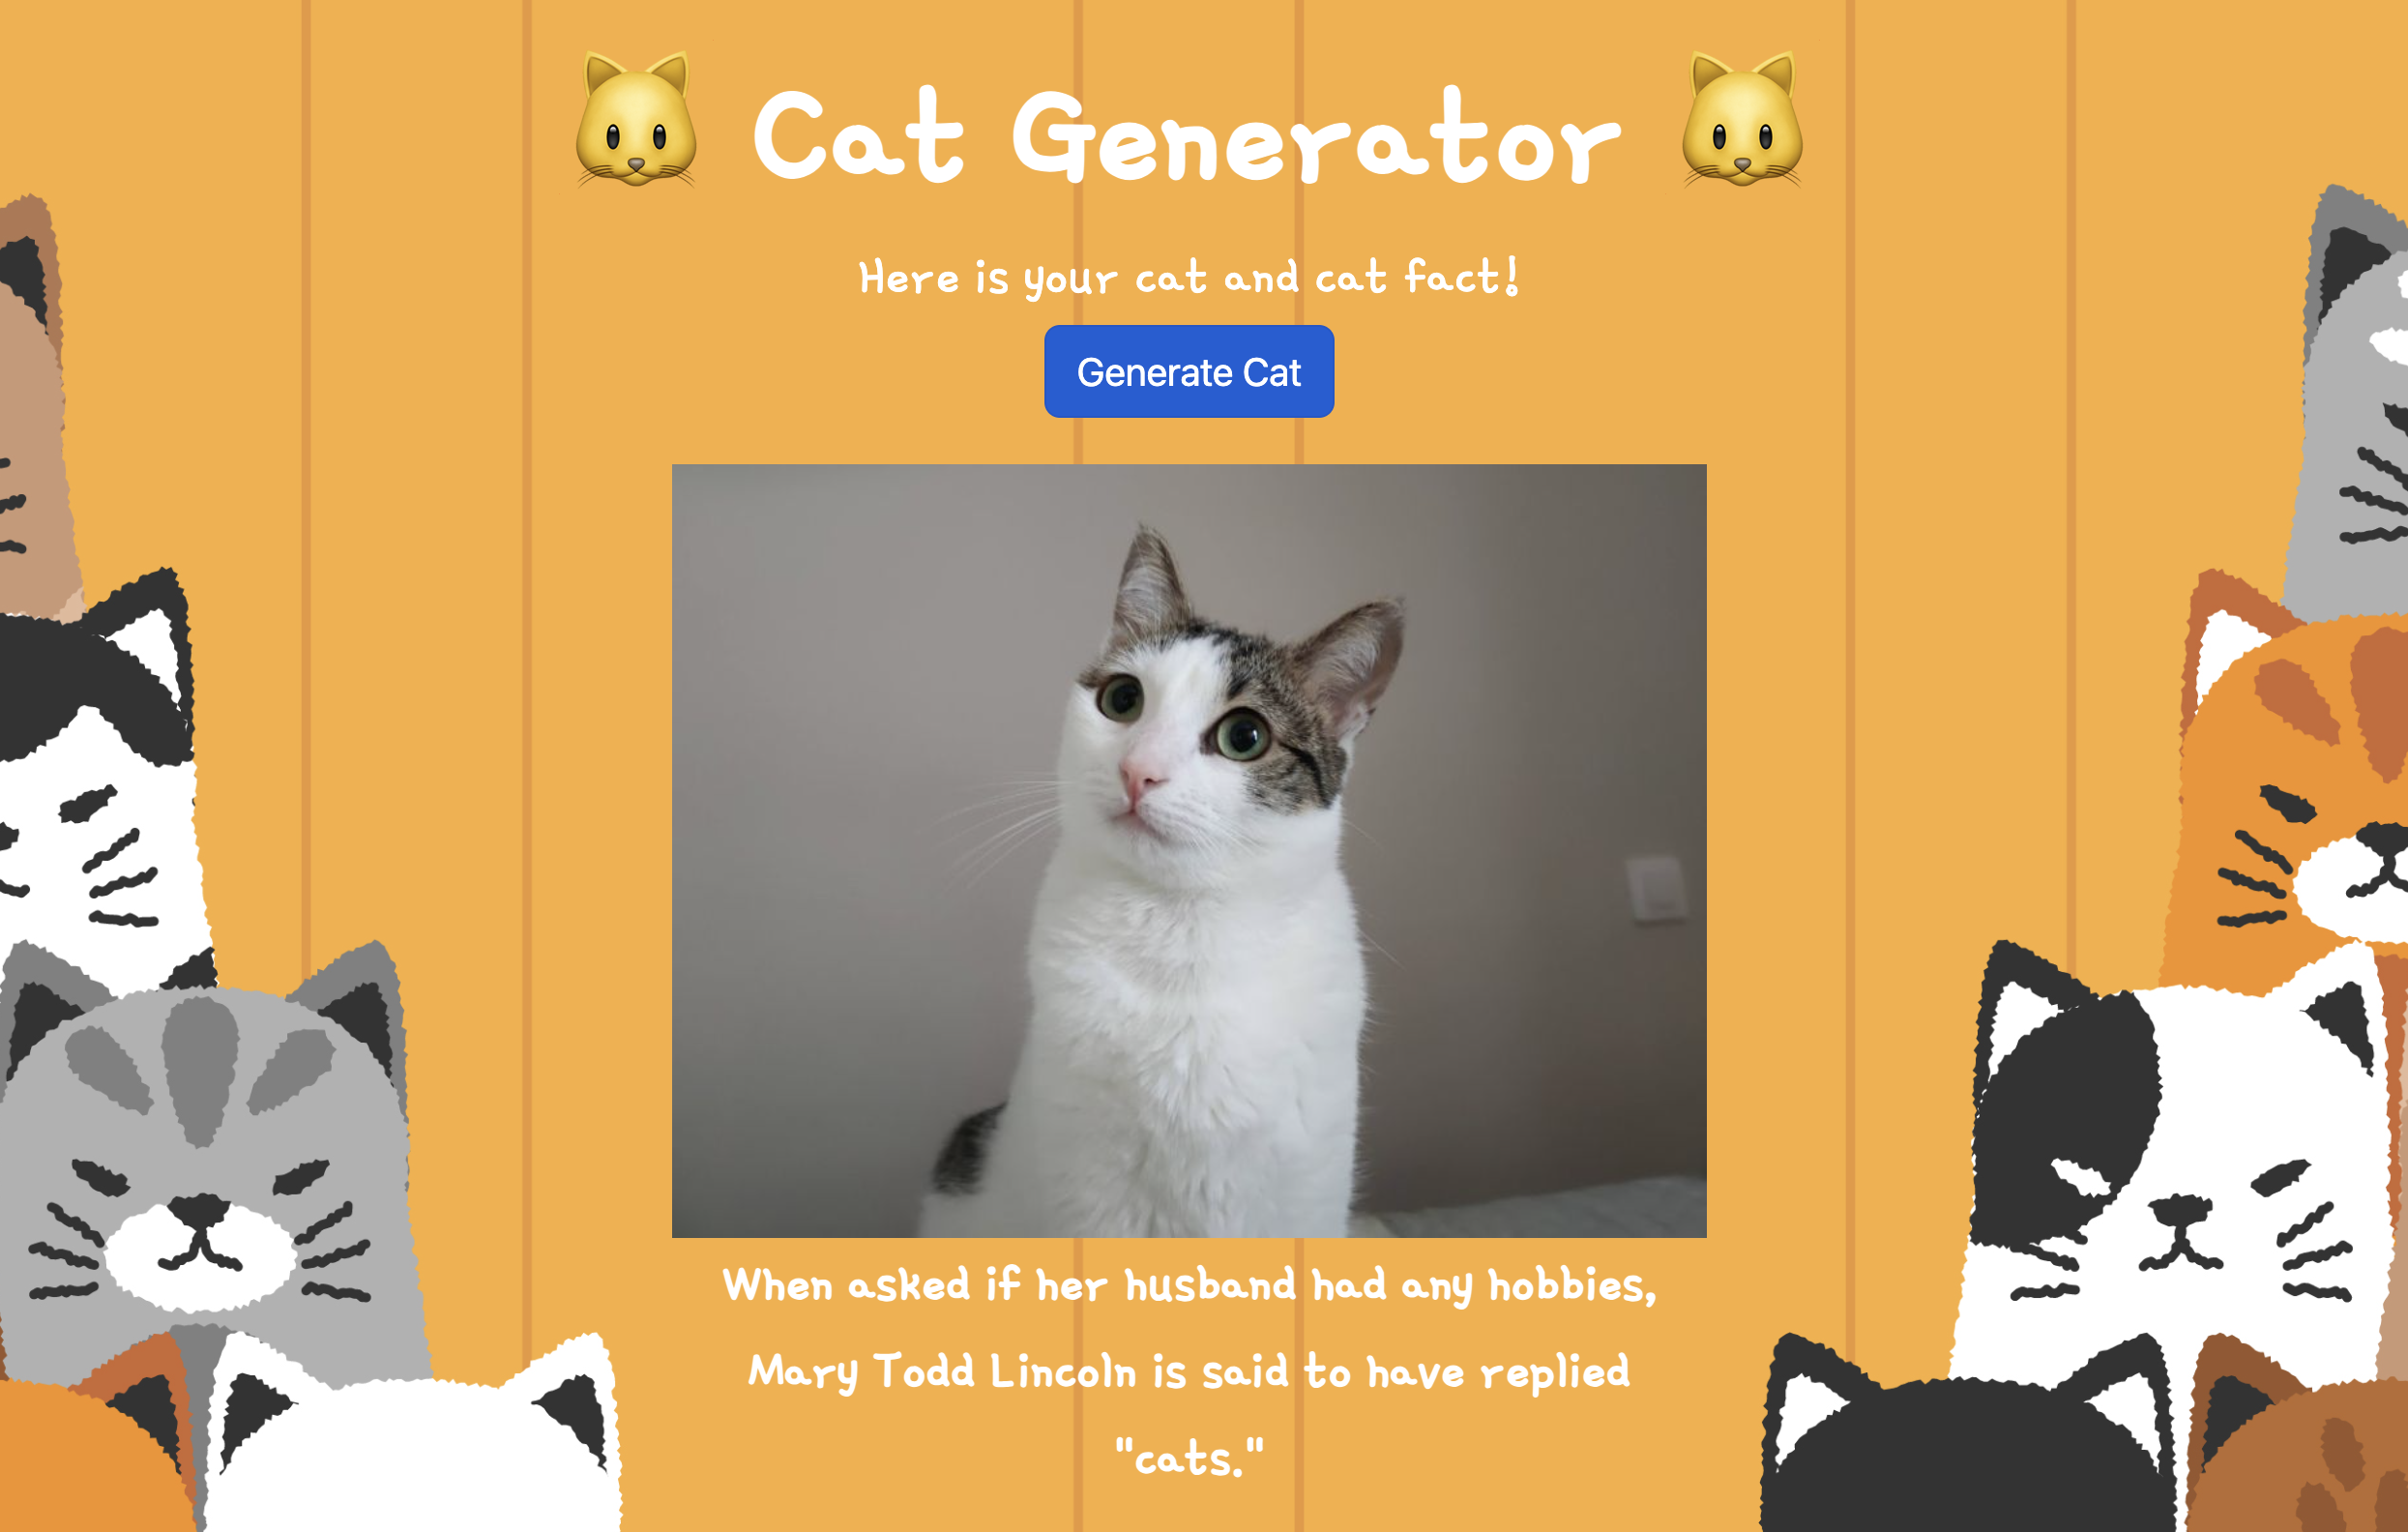 Cat Generator
Here is your cat and cat fact!
Generate Cat
When asked if her husband had any hobbies,
Mary Todd Lincoln is said to have replied
"cats."